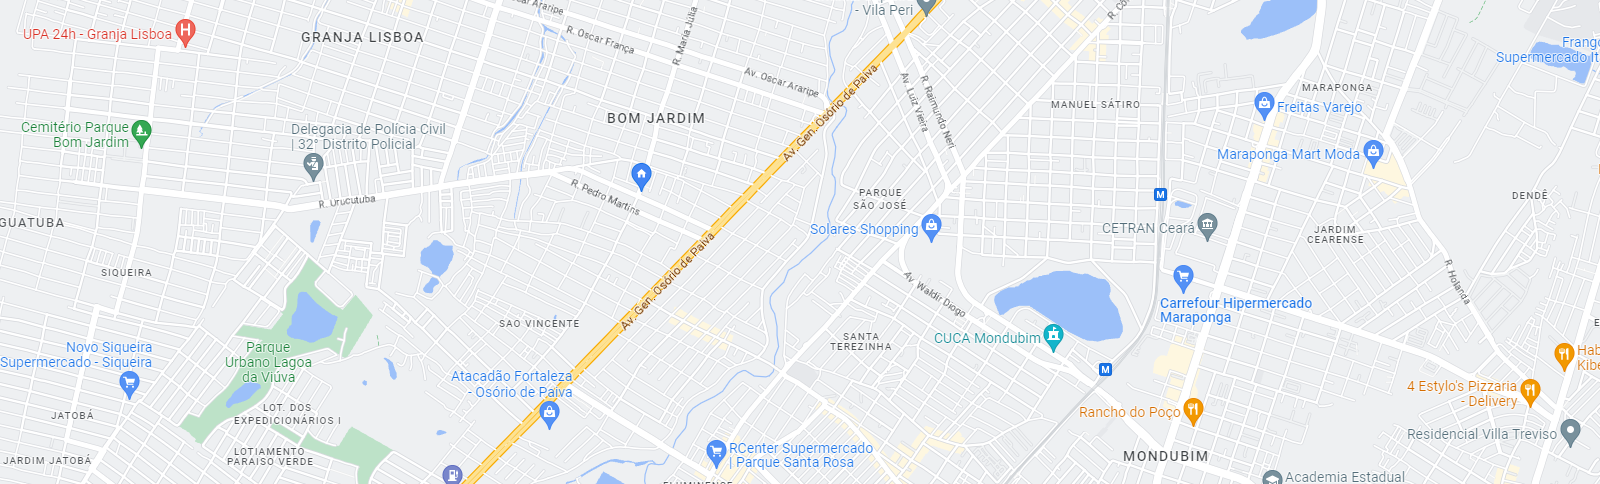 - Vila Peri
Araripe
R. Oscar França
R. Maria Júlia
UPA 24h - Granja Lisboa
GRANJA LISBOA
Av. Oscar Araripe
Av. Gen. Osório de Paiva
Av. Luiz Vieira
R. Raimundo Neri
MANUEL SÁTIRO
MARAPONGA
Freitas Varejo
Supermercado
Cemitério Parque
Bom Jardim
Delegacia de Polícia Civil
| 32° Distrito Policial
BOM JARDIM
Maraponga Mart Moda
R. Urucutuba
R. Pedro Martins
PARQUE
SÃO JOSÉ
M
DENDÊ
GUATUBA
Solares Shopping
CETRAN Ceará
JARDIM
CEARENSE
SIQUEIRA
Av. Gen. Osório de Paiva
Av. Waldir Diogo
R. Holanda
Carrefour Hipermercado
Maraponga
SAO VINCENTE
SANTA
TEREZINHA
CUCA Mondubim
Novo Siqueira
Supermercado - Siqueira
Parque
Urbano Lagoa
da Viúva
M
Atacadão Fortaleza
- Osório de Paiva
4 Estylo's Pizzaria
- Delivery
JATOBÁ
LOT. DOS
EXPEDICIONÁRIOS I
Rancho do Poço
Residencial Villa Treviso
JARDIM JATOBÁ
LOTIAMENTO
PARAISO VERDE
RCenter Supermercado
| Parque Santa Rosa
MONDUBIM
Academia Estadual